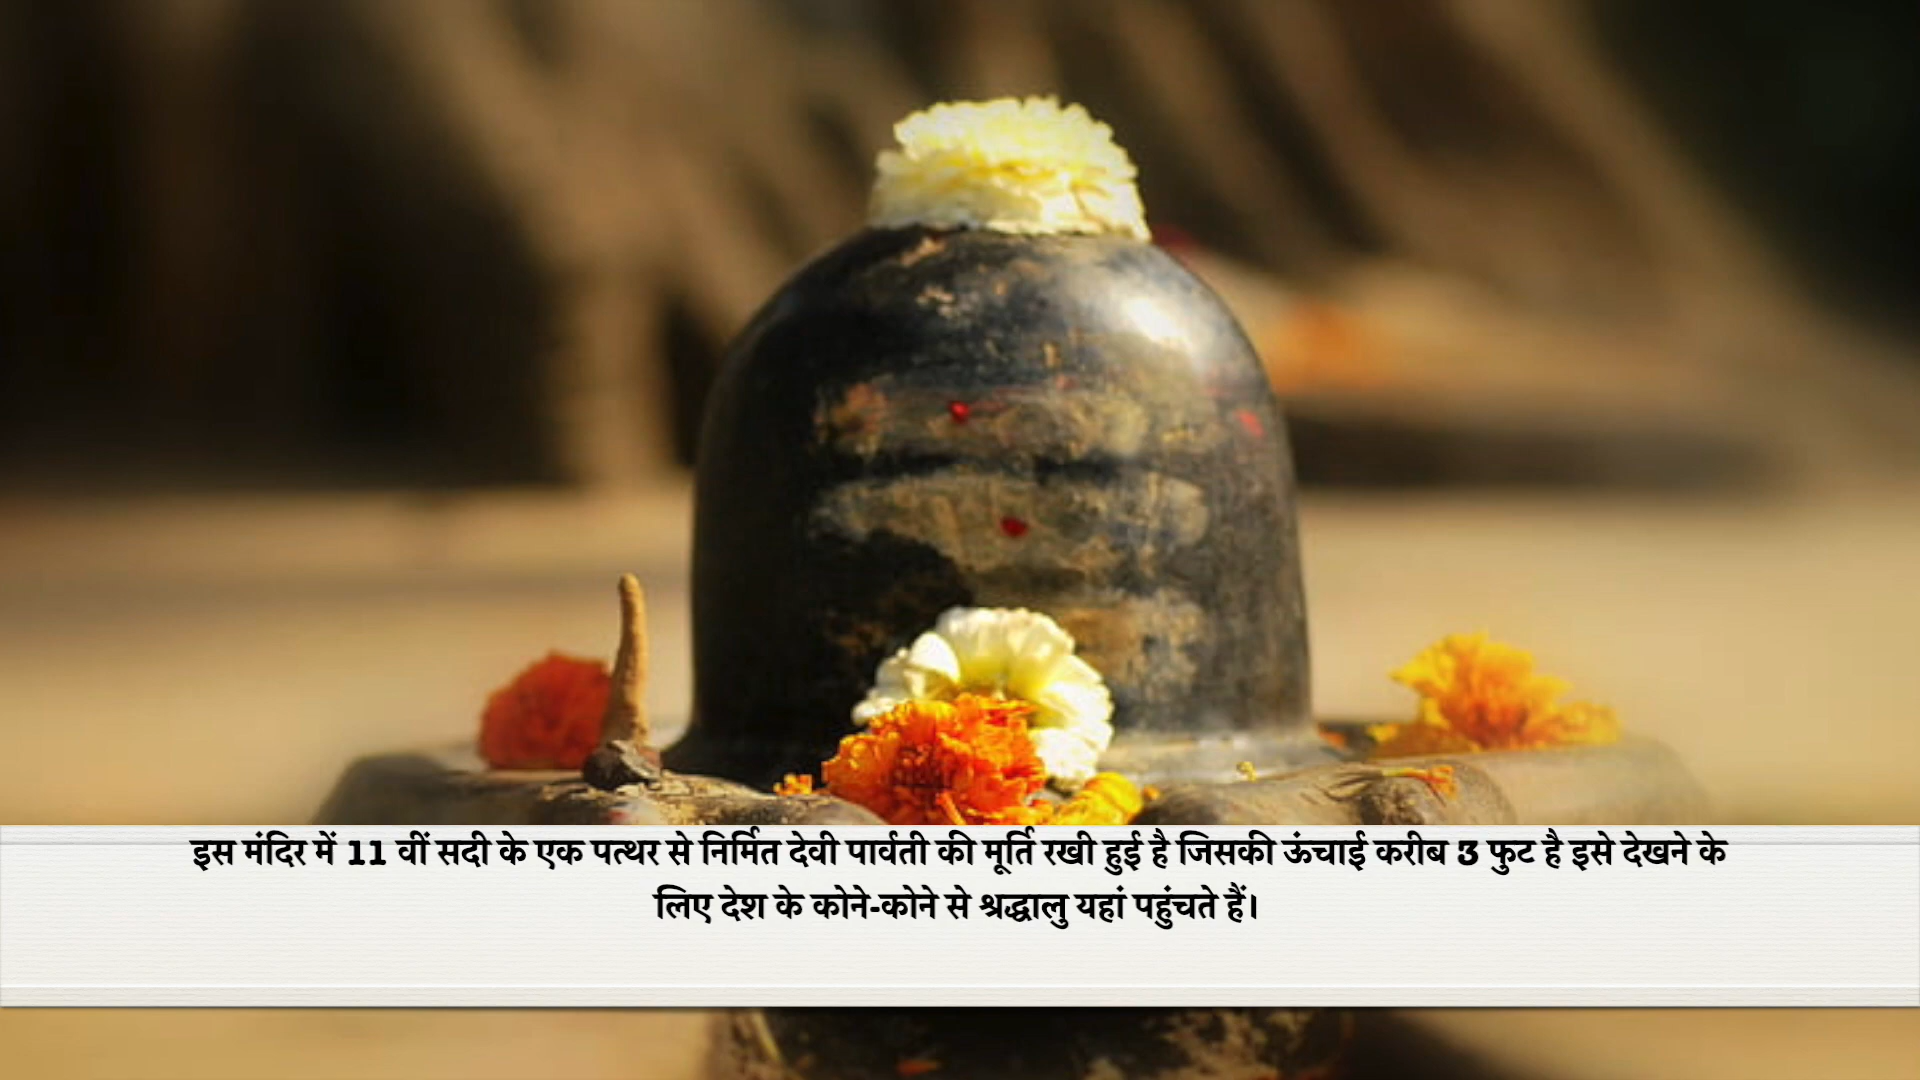 इस मंदिर में 11 वीं सदी के एक पत्थर से निर्मित देवी पार्वती की मूर्ति रखी हुई है जिसकी ऊंचाई करीब 3 फुट है इसे देखने के
लिए देश के कोने-कोने से श्रद्धालु यहां पहुंचते हैं।